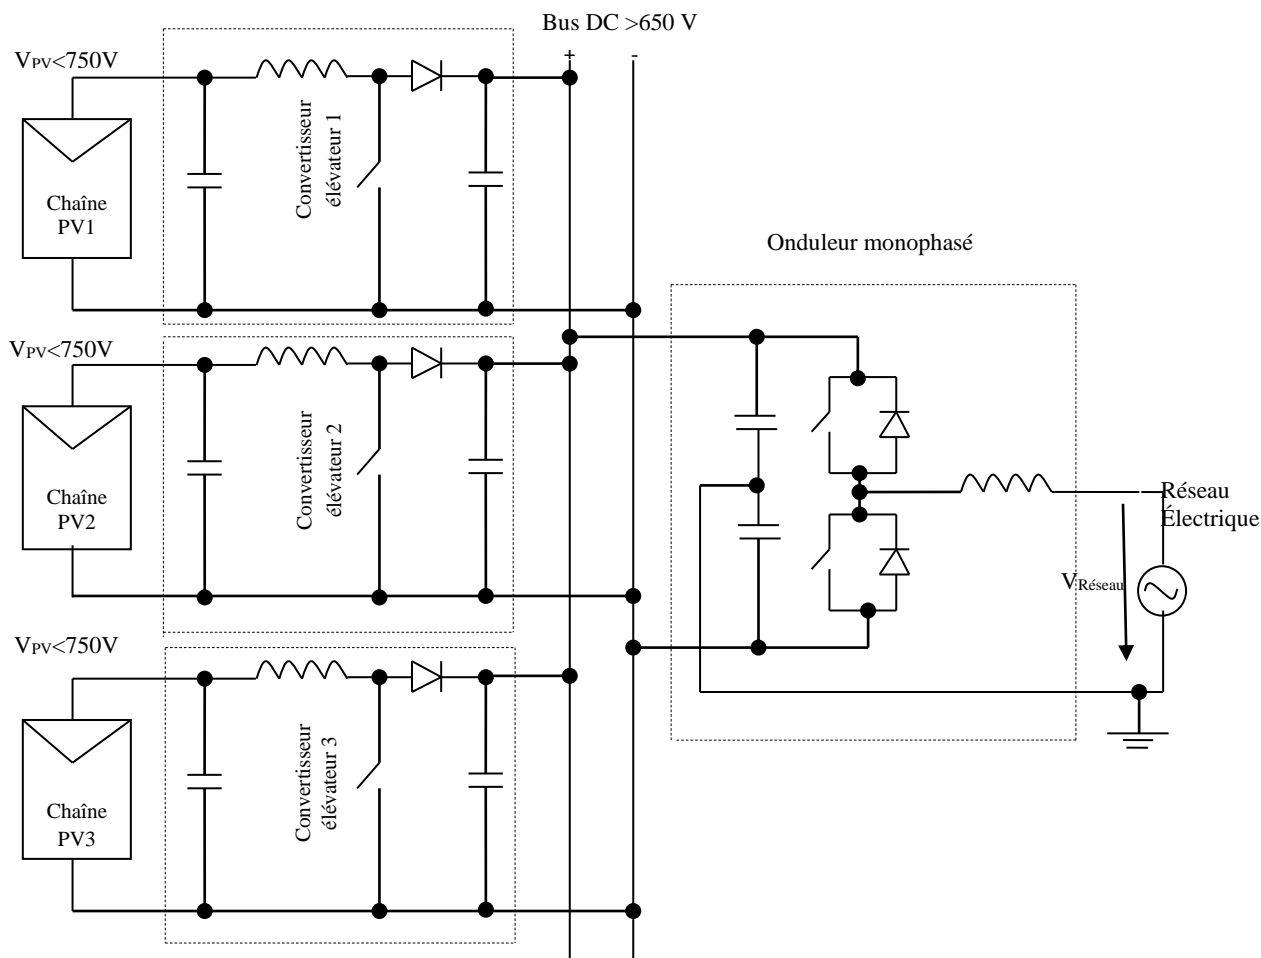 Bus DC >650 V
+ -
VPV<750V
Convertisseur
élévateur 1
Chaîne
PV1
Onduleur monophasé
VPV<750V
Convertisseur
élévateur 2
Chaîne
PV2
Réseau
Électrique
VRéseau
VPV<750V
Convertisseur
élévateur 3
Chaîne
PV3